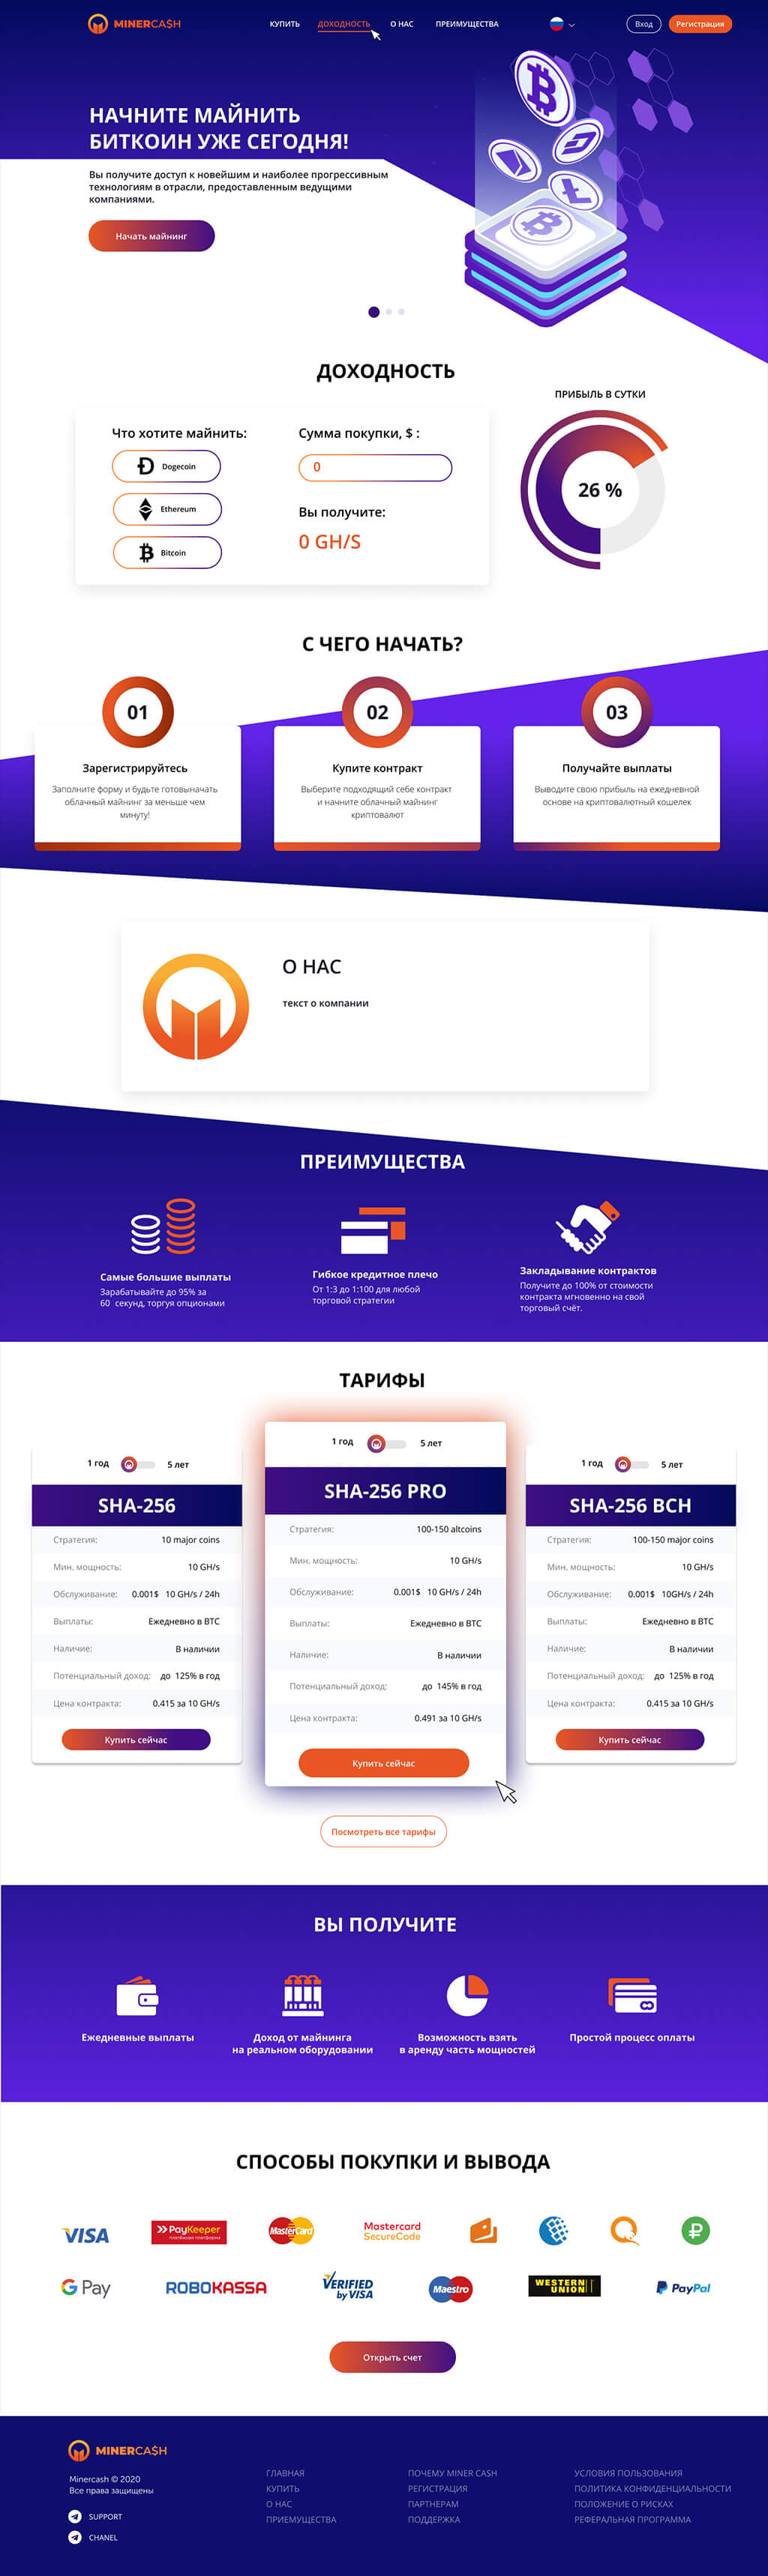 MINERCA$H
КУПИТЬ
ДОХОДНОСТЬ
О НАС
ПРЕИМУЩЕСТВА
Вход
Регистрация
НАЧНИТЕ МАЙНИТЬ
БИТКОИН УЖЕ СЕГОДНЯ!
Вы получите доступ к новейшим и наиболее прогрессивным
технологиям в отрасли, предоставленным ведущими
компаниями.
Начать майнинг
ДОХОДНОСТЬ
ПРИБЫЛЬ В СУТКИ
26 %
Что хотите майнить:
Dogecoin
Ethereum
Bitcoin
Сумма покупки, $ :
0
Вы получите:
0 GH/S
С ЧЕГО НАЧАТЬ?
01
Зарегистрируйтесь
Заполните форму и будьте готовыначать
облачный майнинг за меньше чем
минуту!
02
Купите контракт
Выберите подходящий себе контракт
и начните облачный майнинг
криптовалют
03
Получайте выплаты
Выводите свою прибыль на ежедневной
основе на криптовалютный кошелек
О НАС
текст о компании
ПРЕИМУЩЕСТВА
Самые большие выплаты
Зарабатывайте до 95% за
60 секунд, торгуя опционами
Гибкое кредитное плечо
От 1:3 до 1:100 для любой
торговой стратегии
Закладывание контрактов
Получите до 100% от стоимости
контракта мгновенно на свой
торговый счёт.
ТАРИФЫ
1 год 5 лет
SHA-256
Стратегия: 10 major coins
Мин. мощность: 10 GH/s
Обслуживание: 0.001$ 10 GH/s / 24h
Выплаты: Ежедневно в BTC
Наличие: В наличии
Потенциальный доход: до 125% в год
Цена контракта: 0.415 за 10 GH/s
Купить сейчас
1 год 5 лет
SHA-256 PRO
Стратегия: 100-150 altcoins
Мин. мощность: 10 GH/s
Обслуживание: 0.001$ 10 GH/s / 24h
Выплаты: Ежедневно в BTC
Наличие: В наличии
Потенциальный доход: до 145% в год
Цена контракта: 0.491 за 10 GH/s
Купить сейчас
1 год 5 лет
SHA-256 BCH
Стратегия: 100-150 major coins
Мин. мощность: 10 GH/s
Обслуживание: 0.001$ 10GH/s / 24h
Выплаты: Ежедневно в BTC
Наличие: В наличии
Потенциальный доход: до 125% в год
Цена контракта: 0.415 за 10 GH/s
Купить сейчас
Посмотреть все тарифы
ВЫ ПОЛУЧИТЕ
Ежедневные выплаты
Доход от майнинга
на реальном оборудовании
Возможность взять
в аренду часть мощностей
Простой процесс оплаты
СПОСОБЫ ПОКУПКИ И ВЫВОДА
VISA
PayKeeper
платёжная платформа
MasterCard
Mastercard
SecureCode
G Pay
ROBOKASSA
VERIFIED
by VISA
Maestro
WESTERN
UNION
PayPal
Открыть счет
MINERCA$H
Minercash © 2020
Все права защищены
SUPPORT
CHANEL
ГЛАВНАЯ
КУПИТЬ
О НАС
ПРИЕМУЩЕСТВА
ПОЧЕМУ MINER CASH
РЕГИСТРАЦИЯ
ПАРТНЕРАМ
ПОДДЕРЖКА
УСЛОВИЯ ПОЛЬЗОВАНИЯ
ПОЛИТИКА КОНФИДЕНЦИАЛЬНОСТИ
ПОЛОЖЕНИЕ О РИСКАХ
РЕФЕРАЛЬНАЯ ПРОГРАММА